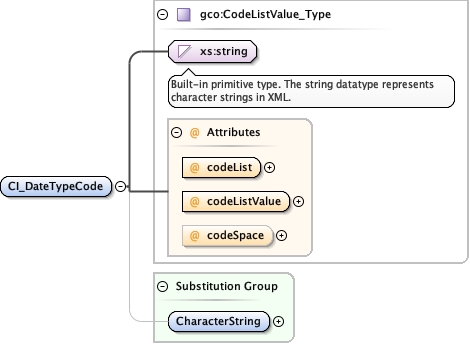 gco:CodeListValue_Type
xs:string
Built-in primitive type. The string datatype represents
character strings in XML.
@ Attributes
@ codeList
CI_DateTypeCode
@ codeListValue
@ codeSpace
Substitution Group
CharacterString